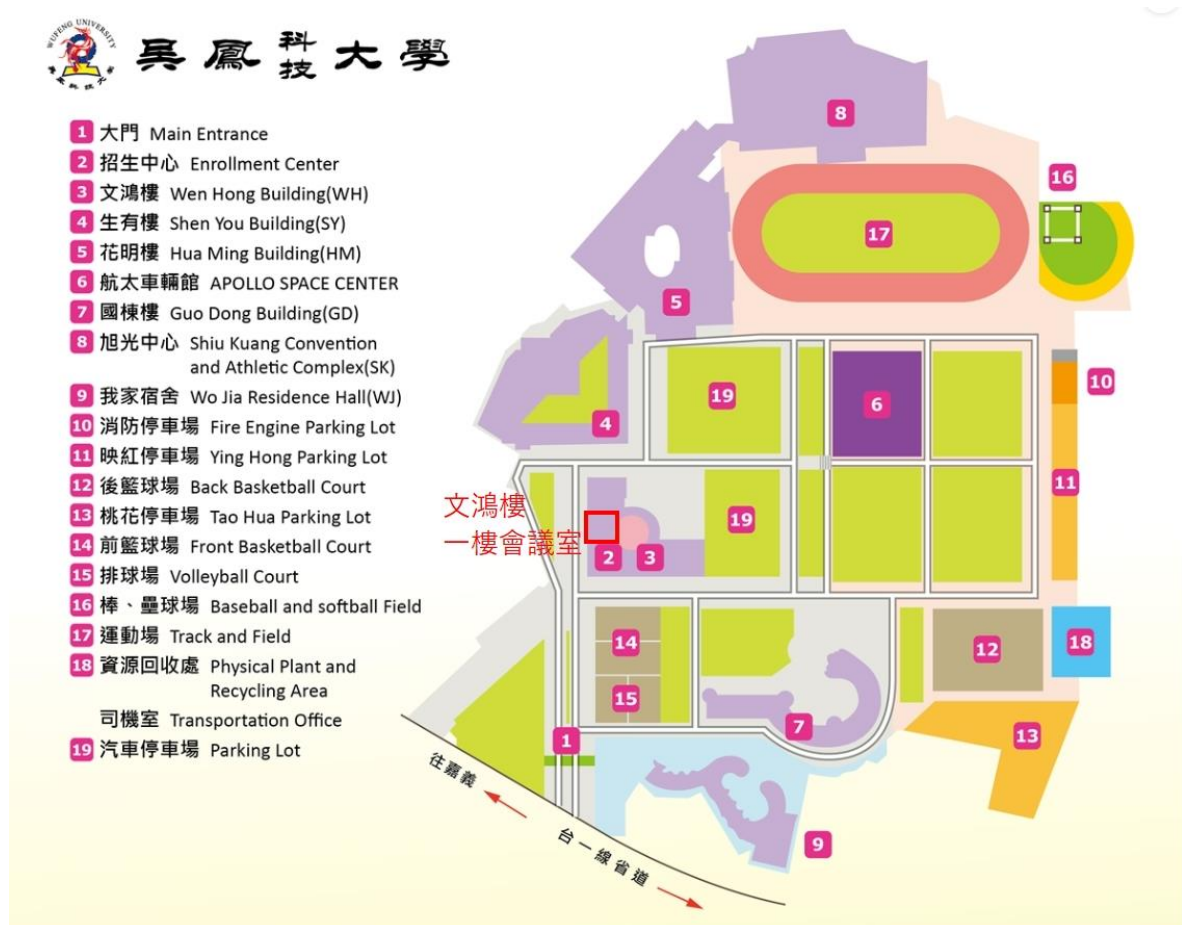 WUFENG UNIVERSITY
吳鳳科技大學
吳鳳科技大學
1 大門 Main Entrance
2 招生中心 Enrollment Center
3 文鴻樓 Wen Hong Building(WH)
4 生有樓 Shen You Building(SY)
5 花明樓 Hua Ming Building(HM)
6 航太車輛館 APOLLO SPACE CENTER
7 國棟樓 Guo Dong Building(GD)
8 旭光中心 Shiu Kuang Convention
and Athletic Complex(SK)
9 我家宿舍 Wo Jia Residence Hall(WJ)
10 消防停車場 Fire Engine Parking Lot
11 映紅停車場 Ying Hong Parking Lot
12 後籃球場 Back Basketball Court
13 桃花停車場 Tao Hua Parking Lot
14 前籃球場 Front Basketball Court
15 排球場 Volleyball Court
16 棒、壘球場 Baseball and softball Field
17 運動場 Track and Field
18 資源回收處 Physical Plant and
Recycling Area
司機室 Transportation Office
19 汽車停車場 Parking Lot
8
16
17
5
19
6
10
4
11
文鴻樓
一樓會議室
19
2
3
14
12
18
15
7
1
13
往嘉義
台一線省道
9